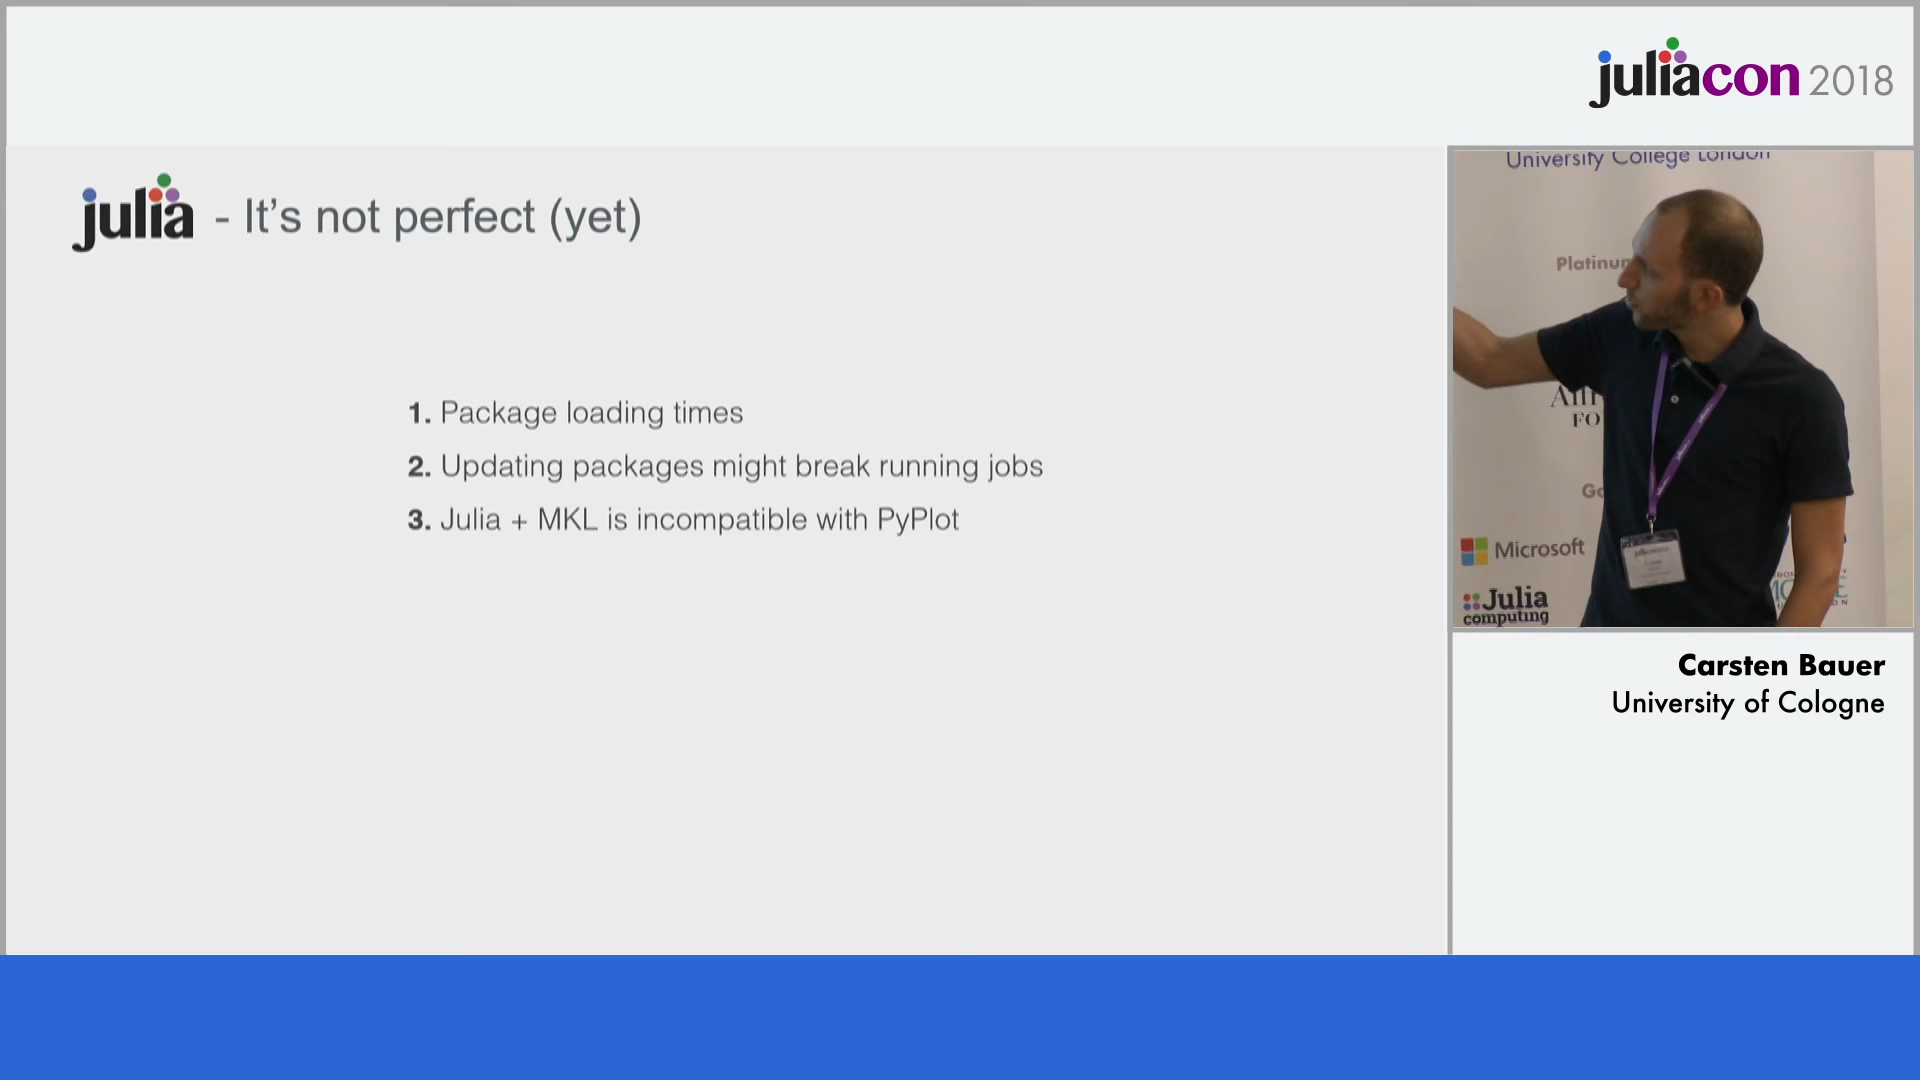 juliacon 2018
julia - It's not perfect (yet)
1. Package loading times
2. Updating packages might break running jobs
3. Julia + MKL is incompatible with PyPlot
University College London
Platinum
FO
Microsoft
Julia
computing
Carsten Bauer
University of Cologne